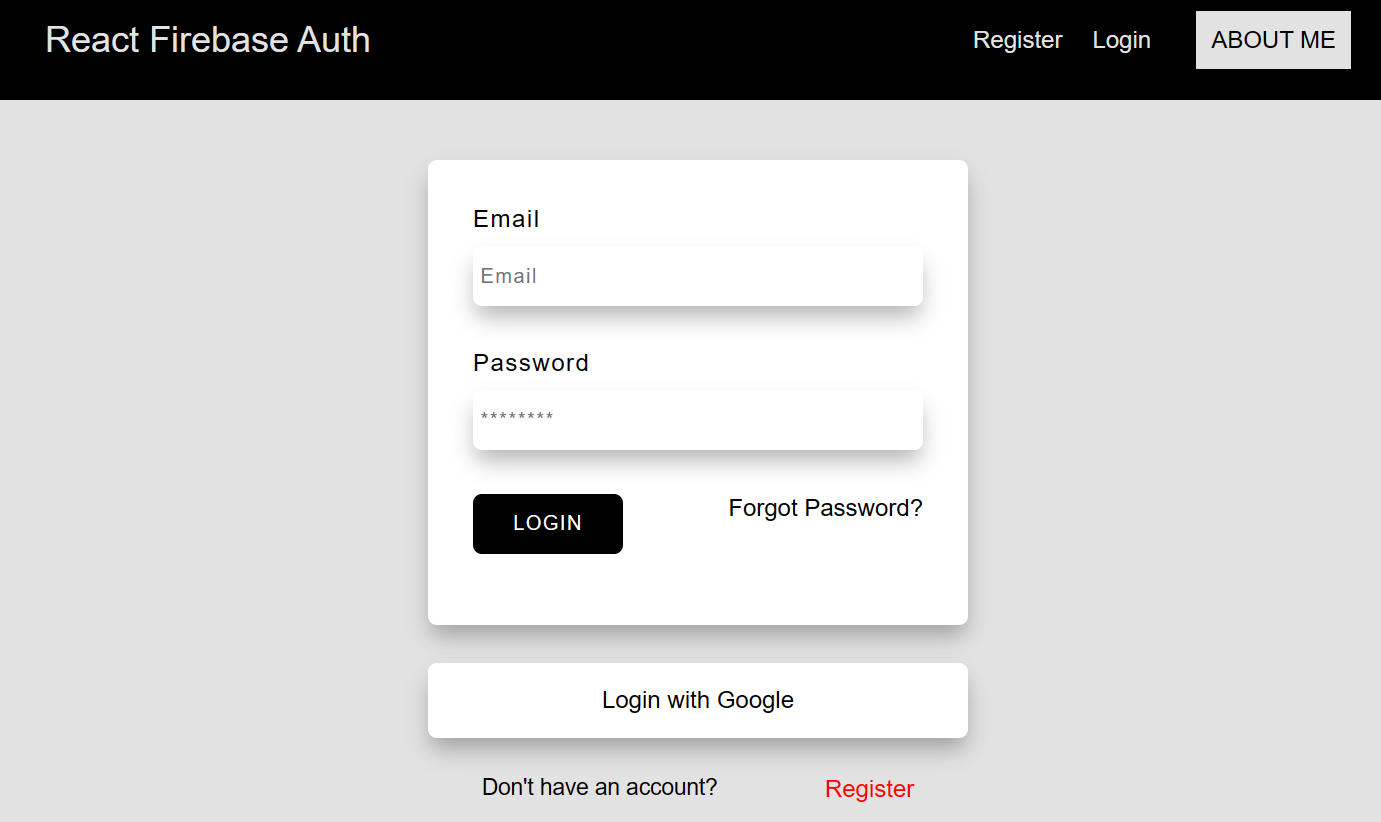 React Firebase Auth
Register
Login
ABOUT ME
Email
Email
Password
********
LOGIN
Forgot Password?
Login with Google
Don't have an account?
Register